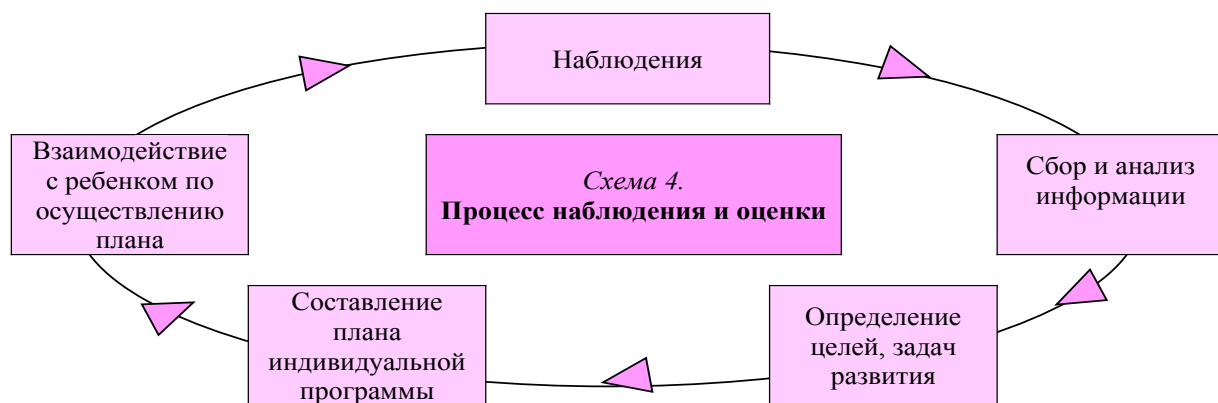 Наблюдения
Взаимодействие
с ребенком по
осуществлению
плана
Схема 4.
Процесс наблюдения и оценки
Сбор и анализ
информации
Составление
плана
индивидуальной
программы
Определение
целей, задач
развития